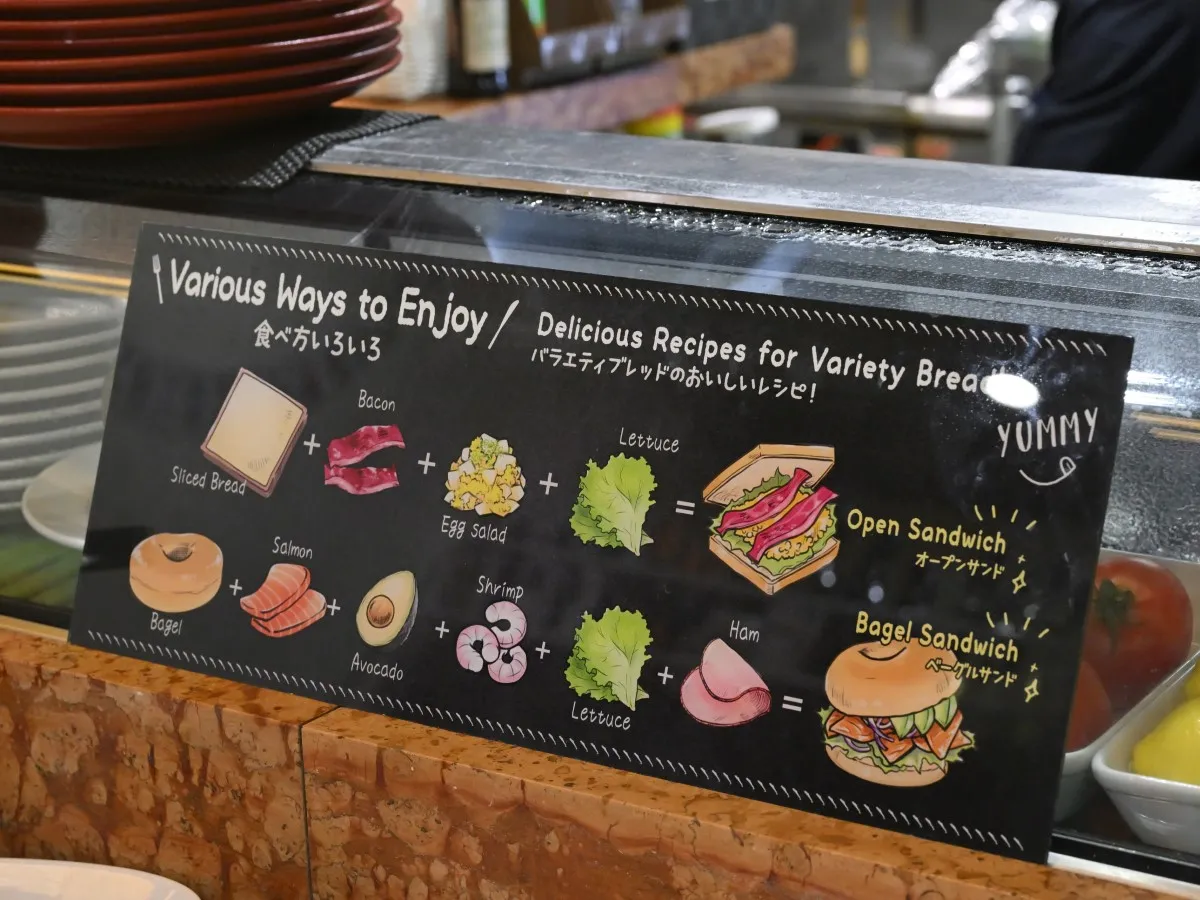 Various Ways to Enjoy/
食べ方いろいろ
Delicious Recipes for Variety Bread
バラエティブレッドのおいしいレシピ!
YUMMY
Sliced Bread
Bacon
Egg Salad
Lettuce
Open Sandwich
オープンサンド
Bagel
Salmon
Avocado
Shrimp
Lettuce
Ham
Bagel Sandwich
ベーグルサンド